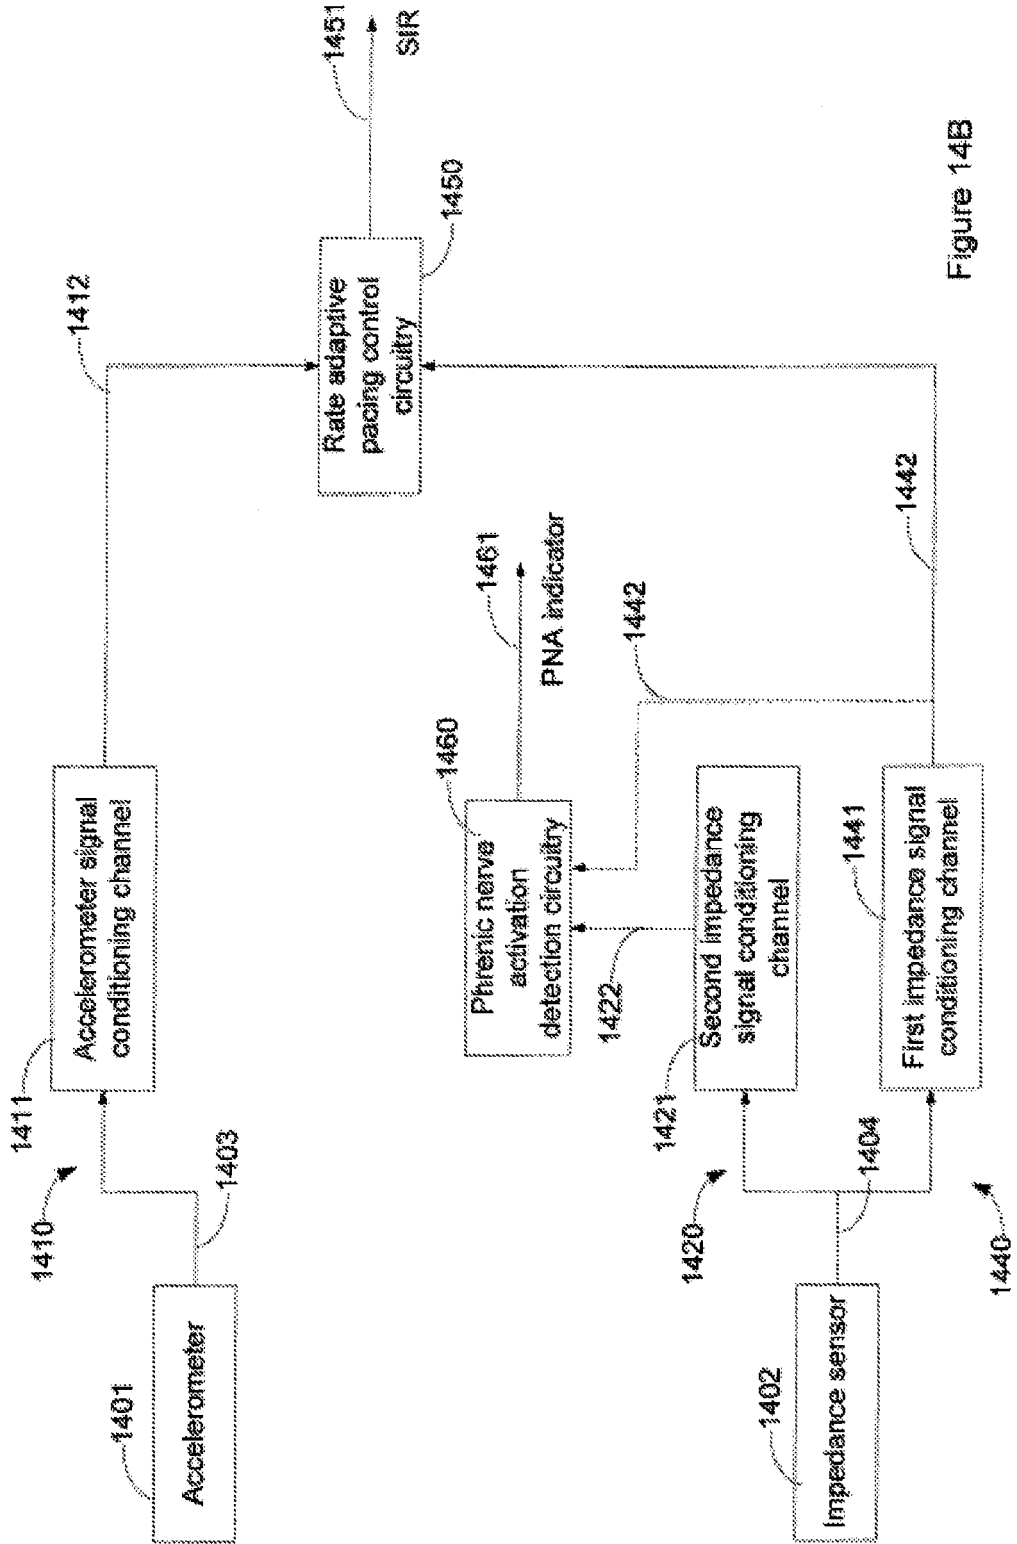 1401
Accelerometer
1403
1410
1411
Accelerometer signal
conditioning channel
1412
Rate adaptive
pacing control
circuitry
1450
1451
SIR
1460
Phrenic nerve
activation
detection circuitry
1461
PNA indicator
1422
1442
1402
Impedance sensor
1404
1420
1421
Second impedance
signal conditioning
channel
1440
1441
First impedance signal
conditioning channel
1442
Figure 14B